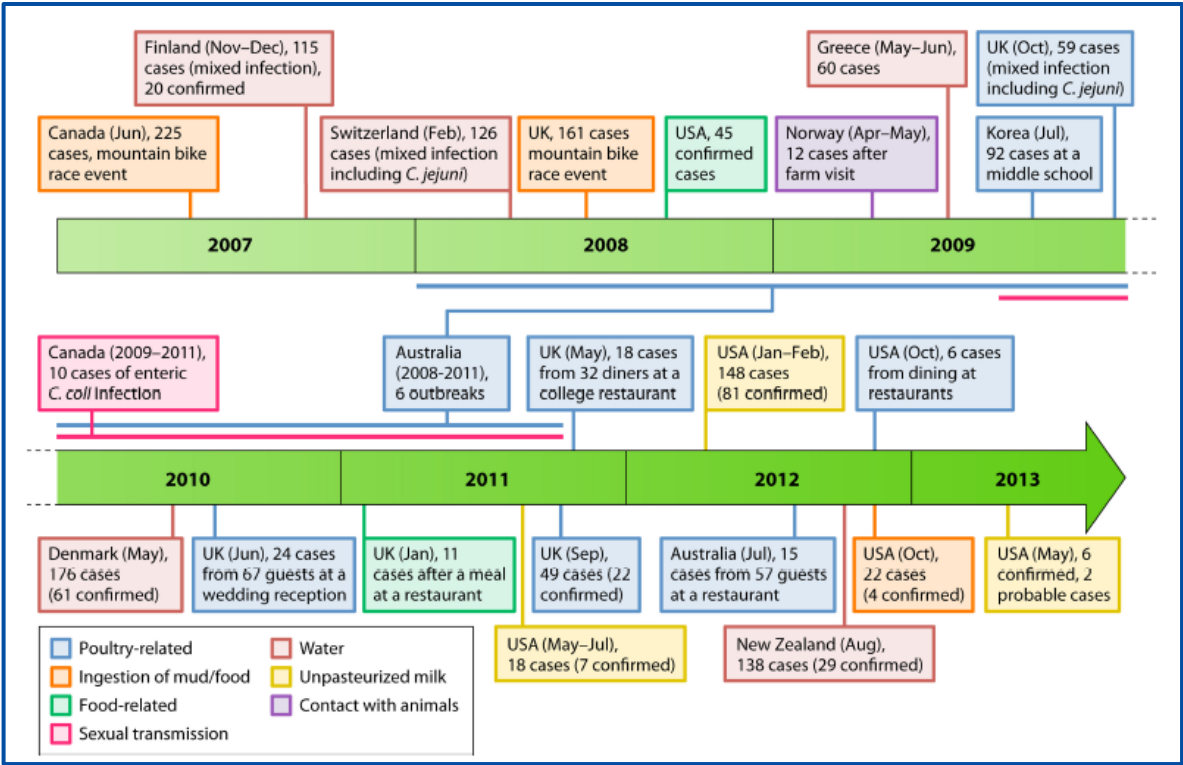 Finland (Nov–Dec), 115
cases (mixed infection),
20 confirmed
Greece (May–Jun),
60 cases
UK (Oct), 59 cases
(mixed infection
including C. jejuni)
Canada (Jun), 225
cases, mountain bike
race event
Switzerland (Feb), 126
cases (mixed infection
including C. jejuni)
UK, 161 cases
mountain bike
race event
USA, 45
confirmed
cases
Norway (Apr–May),
12 cases after
farm visit
Korea (Jul),
92 cases at a
middle school
2007
2008
2009
Canada (2009–2011),
10 cases of enteric
C. coli infection
Australia
(2008-2011),
6 outbreaks
UK (May), 18 cases
from 32 diners at a
college restaurant
USA (Jan–Feb),
148 cases
(81 confirmed)
USA (Oct), 6 cases
from dining at
restaurants
2010
2011
2012
2013
Denmark (May),
176 cases
(61 confirmed)
UK (Jun), 24 cases
from 67 guests at a
wedding reception
UK (Jan), 11
cases after a meal
at a restaurant
UK (Sep),
49 cases (22
confirmed)
Australia (Jul), 15
cases from 57 guests
at a restaurant
USA (Oct),
22 cases
(4 confirmed)
USA (May), 6
confirmed, 2
probable cases
USA (May–Jul),
18 cases (7 confirmed)
New Zealand (Aug),
138 cases (29 confirmed)
Poultry-related
Ingestion of mud/food
Food-related
Sexual transmission
Water
Unpasteurized milk
Contact with animals